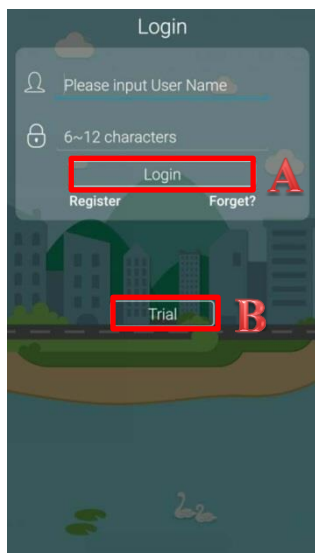 Login
Please input User Name
6~12 characters
Login
A
Register Forget?
Trial
B